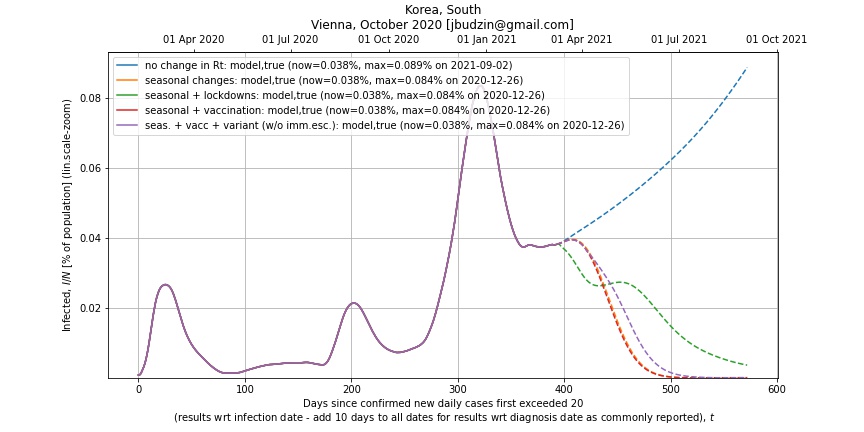 Korea, South
Vienna, October 2020 [jbudzin@gmail.com]
01 Apr 2020 01 Jul 2020 01 Oct 2020 01 Jan 2021 01 Apr 2021 01 Jul 2021 01 Oct 2021
no change in Rt: model,true (now=0.038%, max=0.089% on 2021-09-02)
seasonal changes: model,true (now=0.038%, max=0.084% on 2020-12-26)
seasonal + lockdowns: model,true (now=0.038%, max=0.084% on 2020-12-26)
seasonal + vaccination: model,true (now=0.038%, max=0.084% on 2020-12-26)
seas. + vacc + variant (w/o imm.esc.): model,true (now=0.038%, max=0.084% on 2020-12-26)
0.08
0.06
0.04
0.02
Infected, I/N [% of population] (lin.scale-zoom)
0 100 200 300 400 500 600
Days since confirmed new daily cases first exceeded 20
(results wrt infection date - add 10 days to all dates for results wrt diagnosis date as commonly reported), t